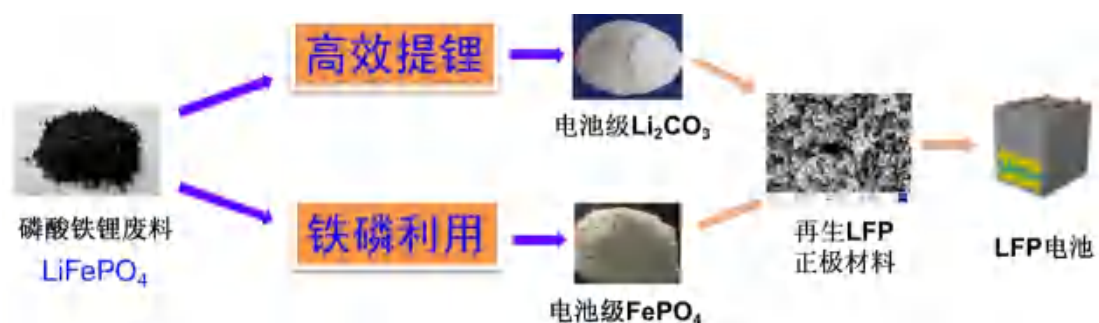 高效提锂
电池级Li₂CO₃
磷酸铁锂废料
LiFePO₄
铁磷利用
电池级FePO₄
再生LFP
正极材料
LFP电池